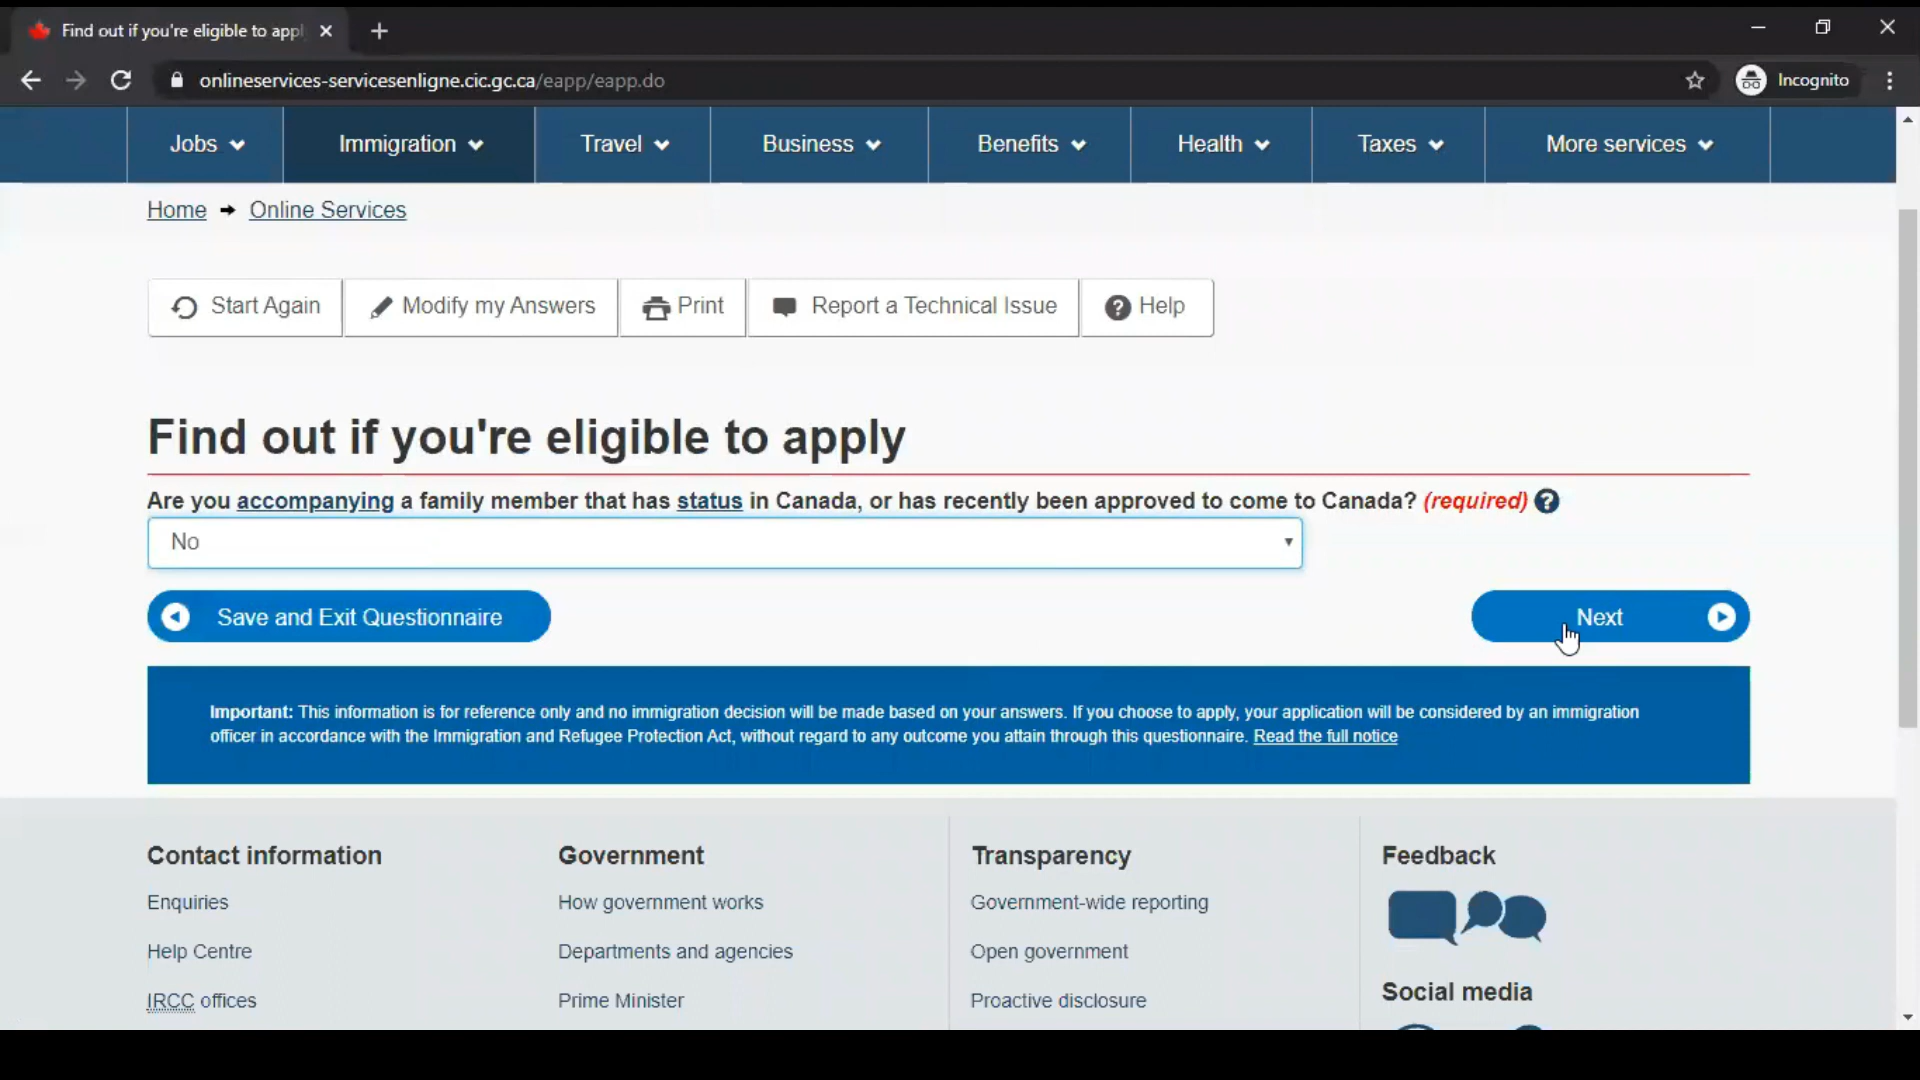 Find out if you're eligible to appl
onlineservices-servicesenligne.cic.gc.ca/eapp/eapp.do
Incognito
Jobs Immigration Travel Business Benefits Health Taxes More services
Home Online Services
Start Again Modify my Answers Print Report a Technical Issue ? Help
Find out if you're eligible to apply
Are you accompanying a family member that has status in Canada, or has recently been approved to come to Canada? (required) ?
No
Save and Exit Questionnaire Next
Important: This information is for reference only and no immigration decision will be made based on your answers. If you choose to apply, your application will be considered by an immigration
officer in accordance with the Immigration and Refugee Protection Act, without regard to any outcome you attain through this questionnaire. Read the full notice
Contact information Government Transparency Feedback
Enquiries How government works Government-wide reporting
Help Centre Departments and agencies Open government
Social media
IRCC offices Prime Minister Proactive disclosure